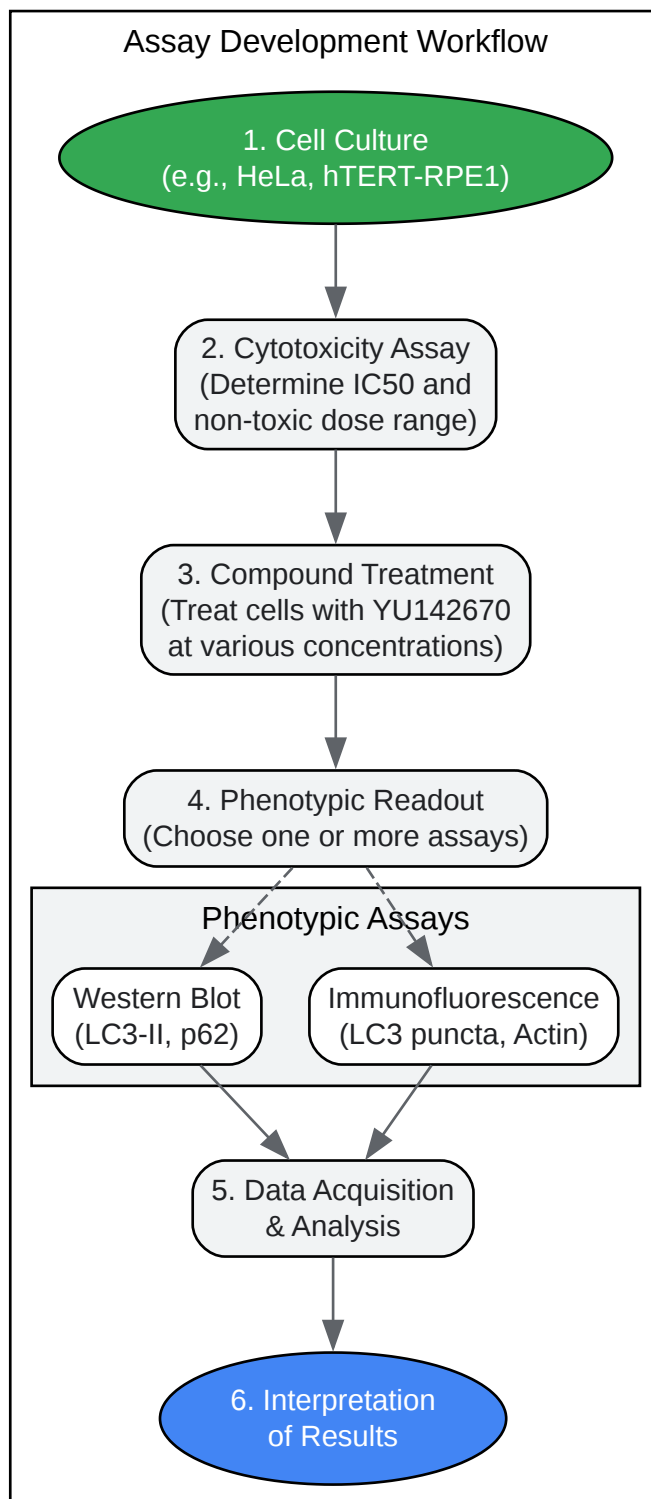 Assay Development Workflow
1. Cell Culture
(e.g., HeLa, hTERT-RPE1)
2. Cytotoxicity Assay
(Determine IC50 and
non-toxic dose range)
3. Compound Treatment
(Treat cells with YU142670
at various concentrations)
4. Phenotypic Readout
(Choose one or more assays)
Phenotypic Assays
Western Blot
(LC3-II, p62)
Immunofluorescence
(LC3 puncta, Actin)
5. Data Acquisition
& Analysis
6. Interpretation
of Results